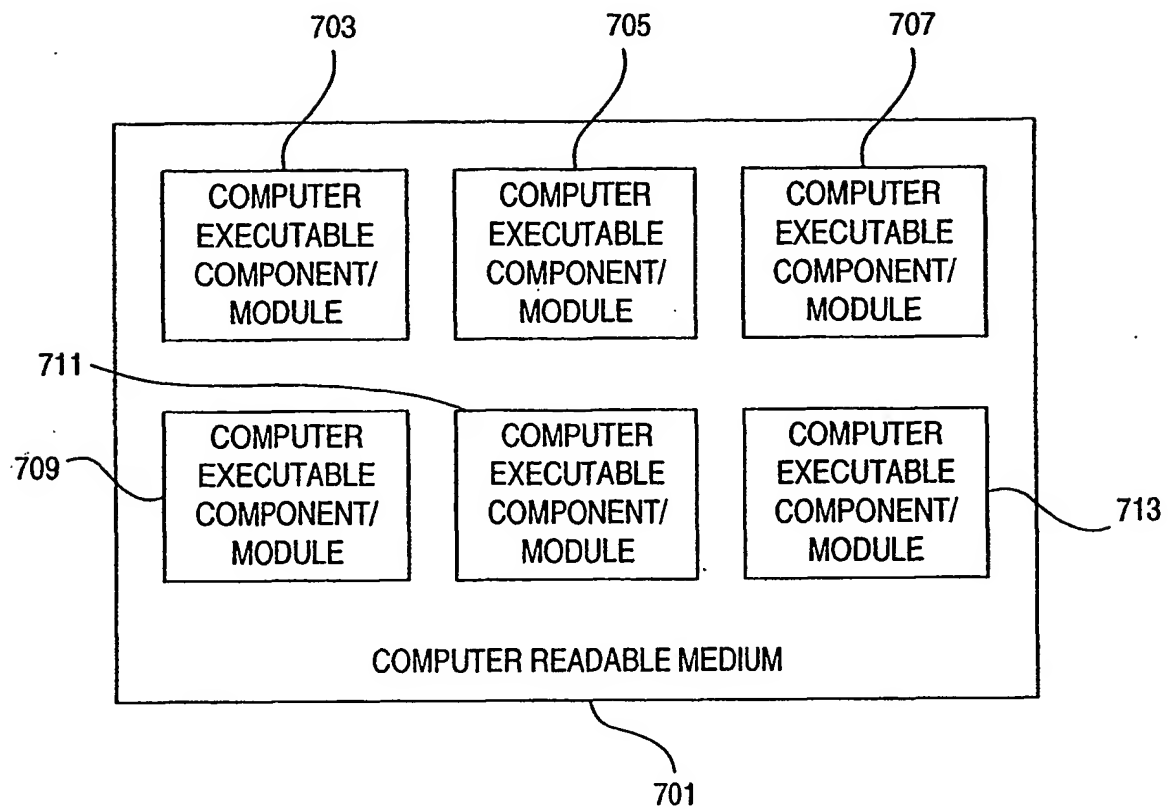 703
705
707
COMPUTER
EXECUTABLE
COMPONENT/
MODULE
COMPUTER
EXECUTABLE
COMPONENT/
MODULE
COMPUTER
EXECUTABLE
COMPONENT/
MODULE
711
709
COMPUTER
EXECUTABLE
COMPONENT/
MODULE
COMPUTER
EXECUTABLE
COMPONENT/
MODULE
COMPUTER
EXECUTABLE
COMPONENT/
MODULE
713
COMPUTER READABLE MEDIUM
701